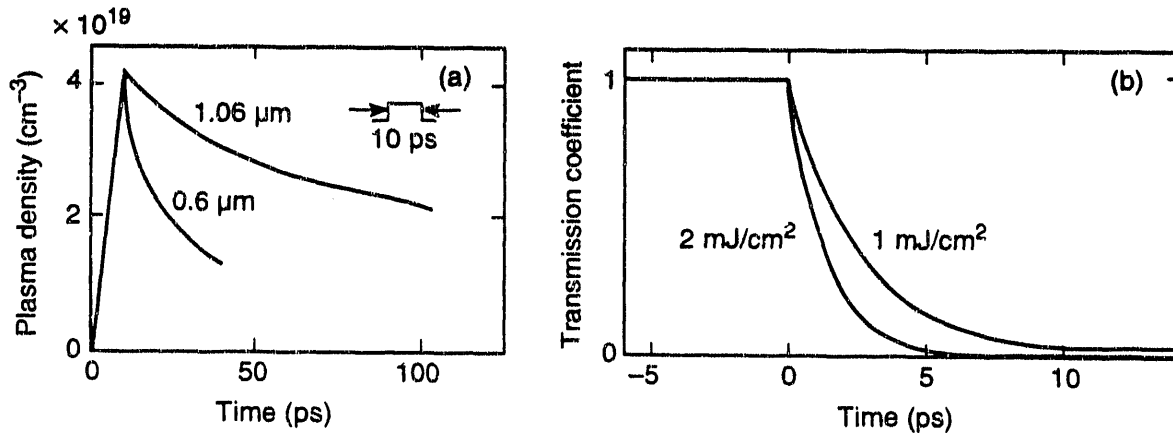 × 10¹⁹
Plasma density (cm⁻³)
4
2
0
0
50
100
Time (ps)
(a)
1.06 µm
10 ps
0.6 µm
Transmission coefficient
1
0
−5
0
5
10
Time (ps)
(b)
2 mJ/cm²
1 mJ/cm²